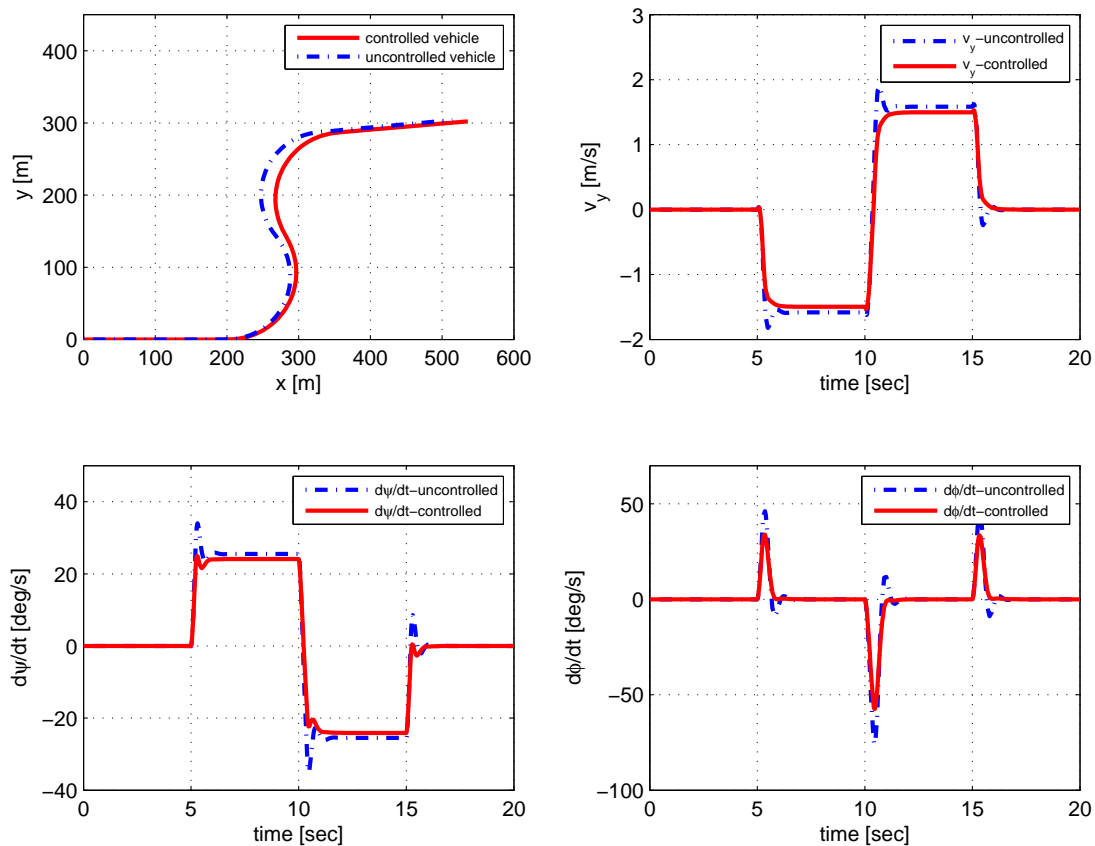 400
300
200
100
0
y [m]
controlled vehicle
uncontrolled vehicle
0 100 200 300 400 500 600
x [m]
3
2
1
0
−1
−2
v_y [m/s]
v_y−uncontrolled
v_y−controlled
0 5 10 15 20
time [sec]
40
20
0
−20
−40
dψ/dt [deg/s]
dψ/dt−uncontrolled
dψ/dt−controlled
0 5 10 15 20
time [sec]
50
0
−50
−100
dϕ/dt [deg/s]
dϕ/dt−uncontrolled
dϕ/dt−controlled
0 5 10 15 20
time [sec]